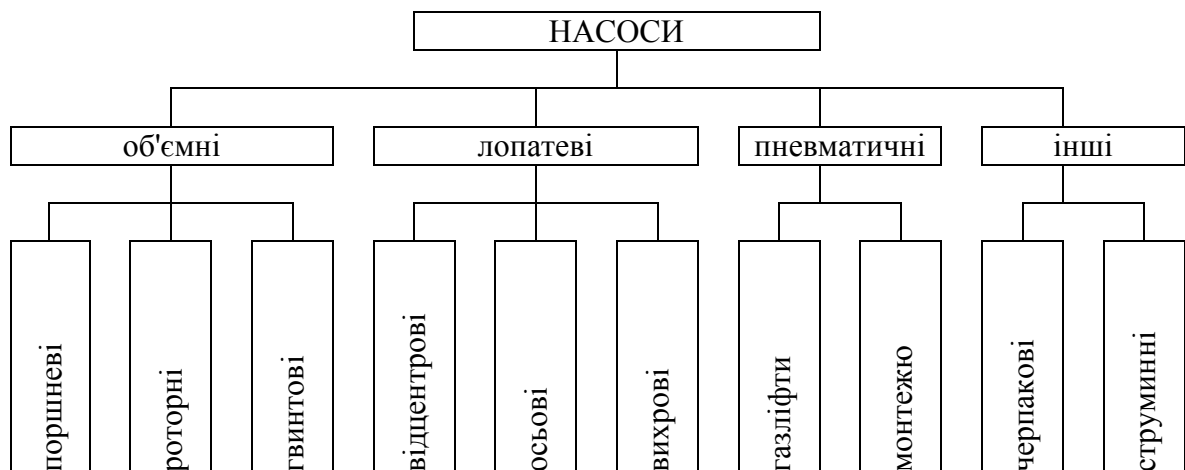 НАСОСИ
об'ємні
лопатеві
пневматичні
інші
поршневі
роторні
гвинтові
відцентрові
осьові
вихрові
газліфти
монтежю
черпакові
струминні